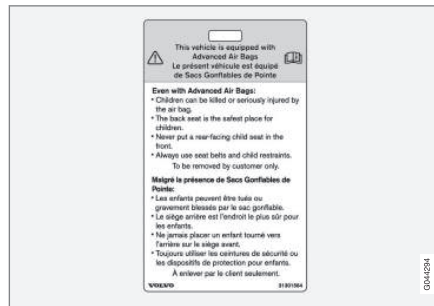 This vehicle is equipped with
Advanced Air Bags
Le présent véhicule est équipé
de Sacs Gonflables de Pointe
Even with Advanced Air Bags:
• Children can be killed or seriously injured by
the air bag.
• The back seat is the safest place for
children.
• Never put a rear-facing child seat in the
front.
• Always use seat belts and child restraints.
To be removed by customer only.
Malgré la présence de Sacs Gonflables de
Pointe:
• Les enfants peuvent être tués ou
gravement blessés par le sac gonflable.
• Le siège arrière est l'endroit le plus sûr pour
les enfants.
• Ne jamais placer un enfant tourné vers
l'arrière sur le siège avant.
• Toujours utiliser les ceintures de sécurité ou
les dispositifs de protection pour enfants.
À enlever par le client seulement.
VOLVO 31301564
G044294